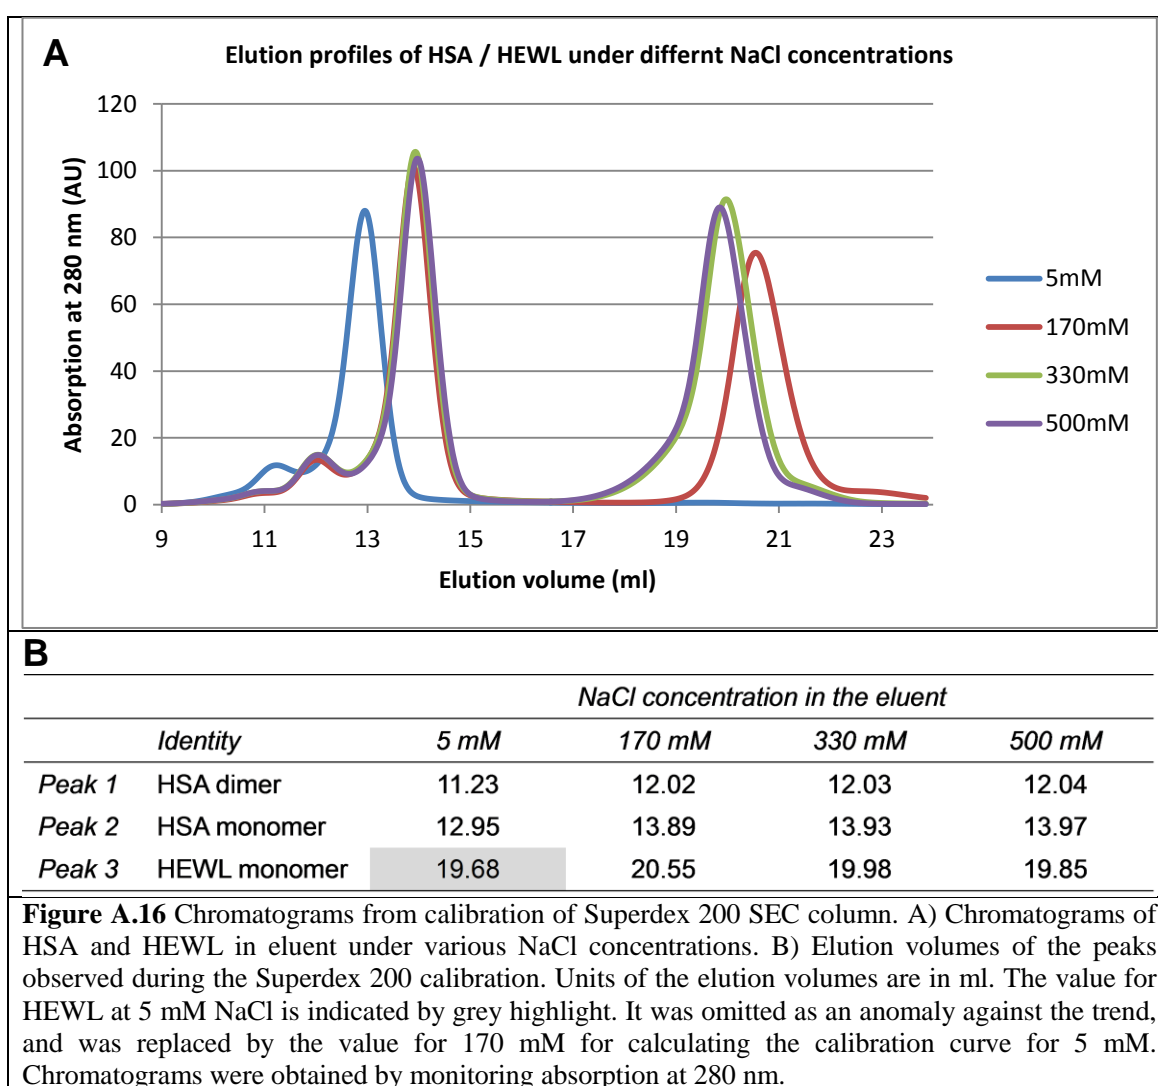 A
Elution profiles of HSA / HEWL under differnt NaCl concentrations
Absorption at 280 nm (AU)
120
100
80
60
40
20
0
9 11 13 15 17 19 21 23
Elution volume (ml)
5mM
170mM
330mM
500mM
B
NaCl concentration in the eluent
Identity 5 mM 170 mM 330 mM 500 mM
Peak 1 HSA dimer 11.23 12.02 12.03 12.04
Peak 2 HSA monomer 12.95 13.89 13.93 13.97
Peak 3 HEWL monomer 19.68 20.55 19.98 19.85
Figure A.16 Chromatograms from calibration of Superdex 200 SEC column. A) Chromatograms of
HSA and HEWL in eluent under various NaCl concentrations. B) Elution volumes of the peaks
observed during the Superdex 200 calibration. Units of the elution volumes are in ml. The value for
HEWL at 5 mM NaCl is indicated by grey highlight. It was omitted as an anomaly against the trend,
and was replaced by the value for 170 mM for calculating the calibration curve for 5 mM.
Chromatograms were obtained by monitoring absorption at 280 nm.